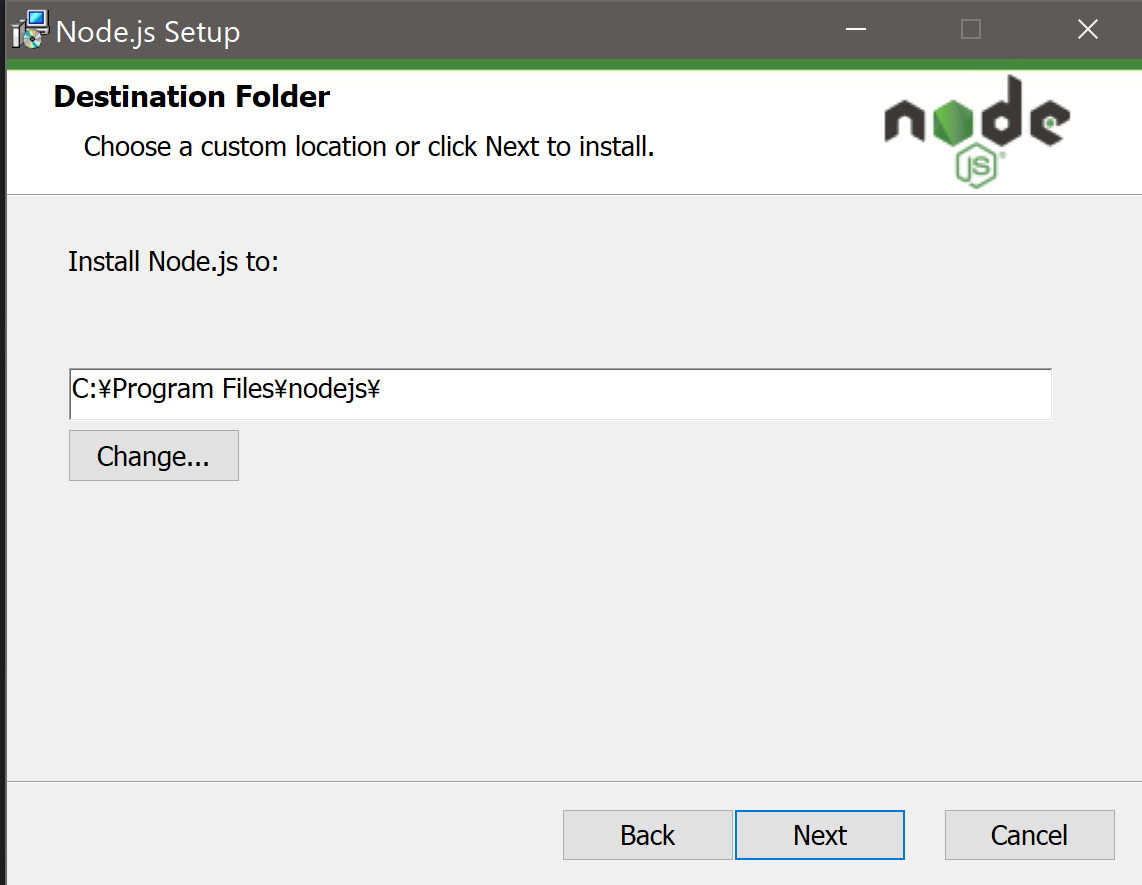 Node.js Setup
Destination Folder
Choose a custom location or click Next to install.
node
JS
Install Node.js to:
C:¥Program Files¥nodejs¥
Change...
Back
Next
Cancel